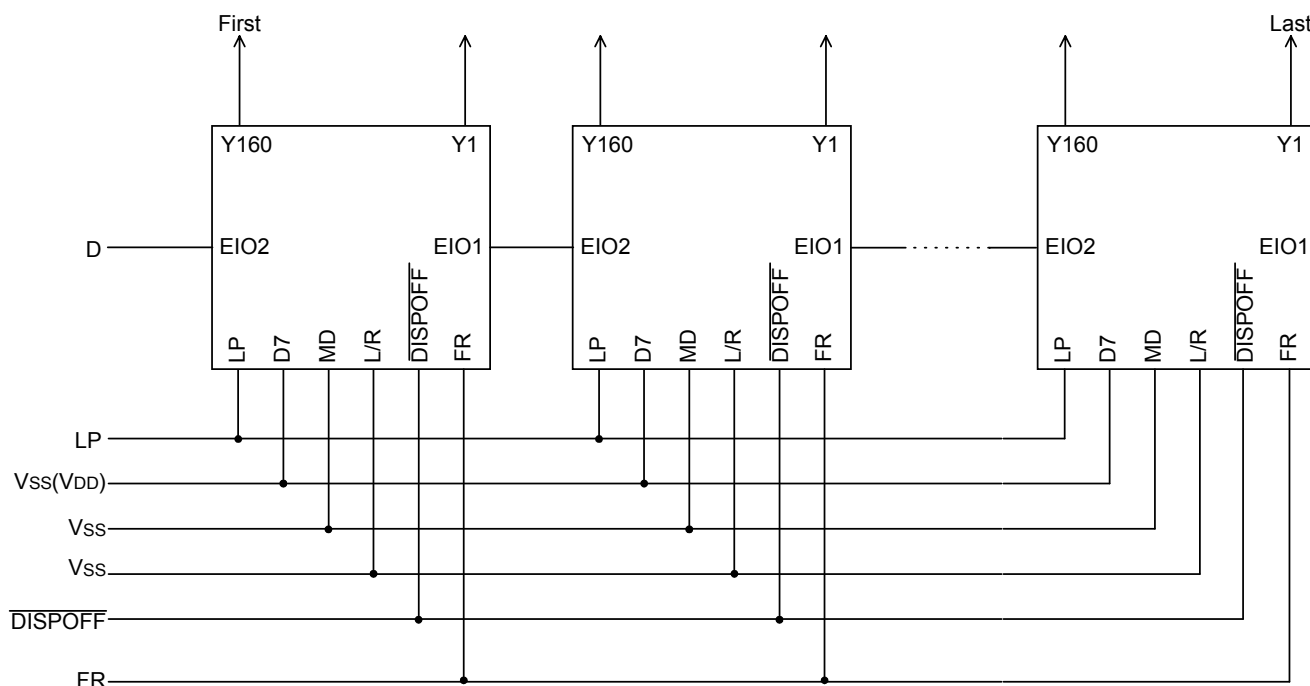 First
Last
Y160
Y1
Y160
Y1
Y160
Y1
D
EIO2
EIO1
EIO2
EIO1
EIO2
EIO1
LP
D7
MD
L/R
DISPOFF
FR
LP
D7
MD
L/R
DISPOFF
FR
LP
D7
MD
L/R
DISPOFF
FR
LP
VSS(VDD)
VSS
VSS
DISPOFF
FR